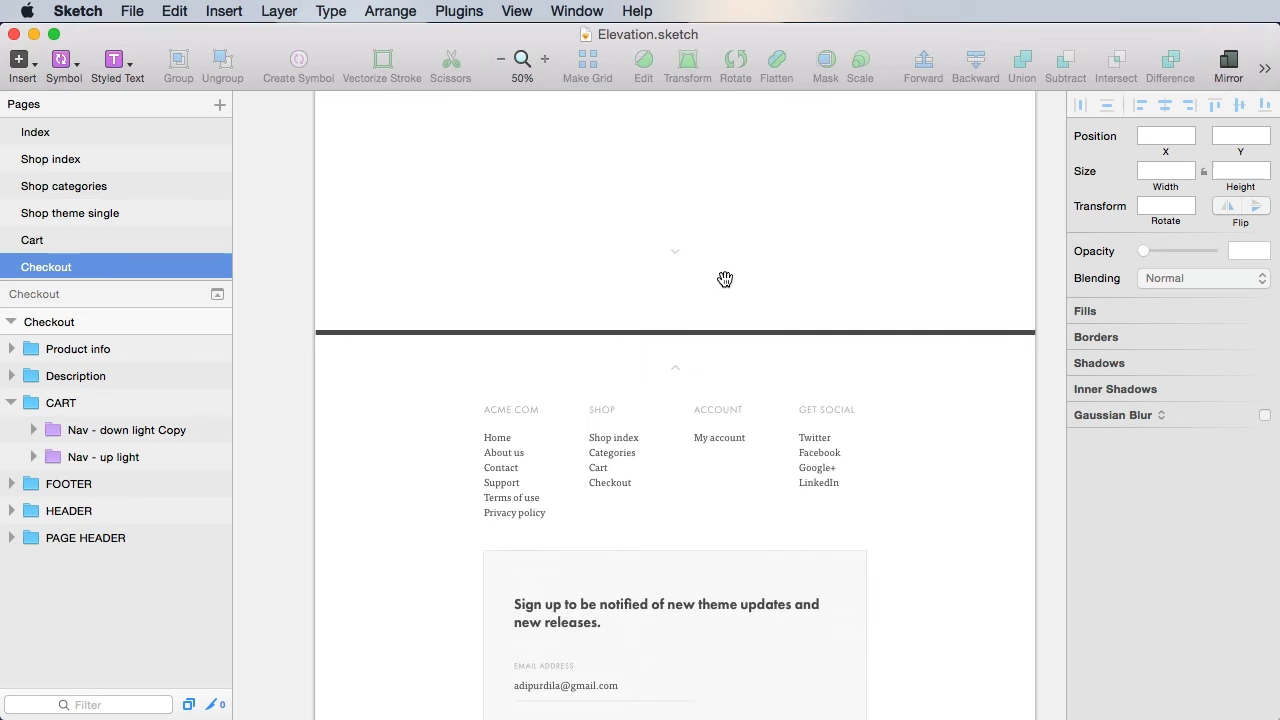 Sketch File Edit Insert Layer Type Arrange Plugins View Window Help
Elevation.sketch
Insert Symbol Styled Text Group Ungroup Create Symbol Vectorize Stroke Scissors 50% Make Grid Edit Transform Rotate Flatten Mask Scale Forward Backward Union Subtract Intersect Difference Mirror
Pages
Index
Shop index
Shop categories
Shop theme single
Cart
Checkout
Checkout
Checkout
Product info
Description
CART
Nav - down light Copy
Nav - up light
FOOTER
HEADER
PAGE HEADER
Filter
0
ACME.COM
Home
About us
Contact
Support
Terms of use
Privacy policy
SHOP
Shop index
Categories
Cart
Checkout
ACCOUNT
My account
GET SOCIAL
Twitter
Facebook
Google+
LinkedIn
Sign up to be notified of new theme updates and
new releases.
EMAIL ADDRESS
adipurdila@gmail.com
Position
X Y
Size
Width Height
Transform
Rotate Flip
Opacity
Blending Normal
Fills
Borders
Shadows
Inner Shadows
Gaussian Blur